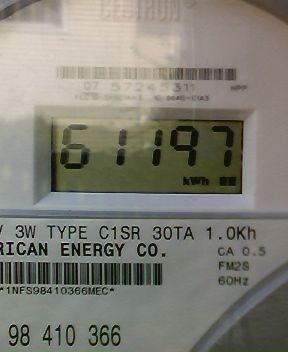 CENTRON
07 57245311
61197
kWh
V 3W TYPE C1SR 30TA 1.0Kh
RICAN ENERGY CO.
CA 0.5
FM2S
60Hz
*1NFS98410366MEC*
98 410 366